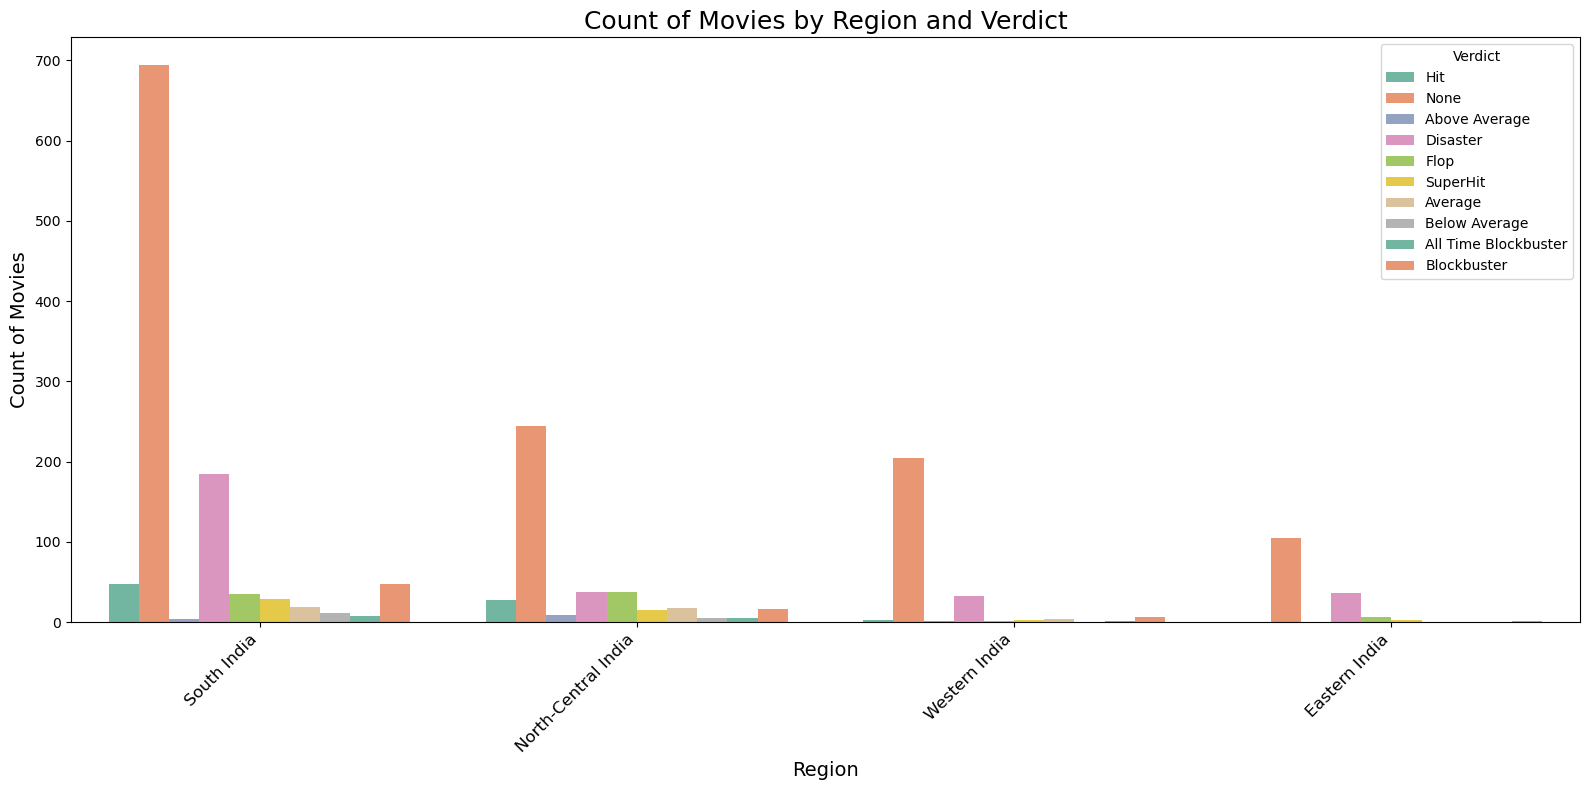 Count of Movies by Region and Verdict
Count of Movies
700
600
500
400
300
200
100
0
Verdict
Hit
None
Above Average
Disaster
Flop
SuperHit
Average
Below Average
All Time Blockbuster
Blockbuster
South India
North-Central India
Western India
Eastern India
Region